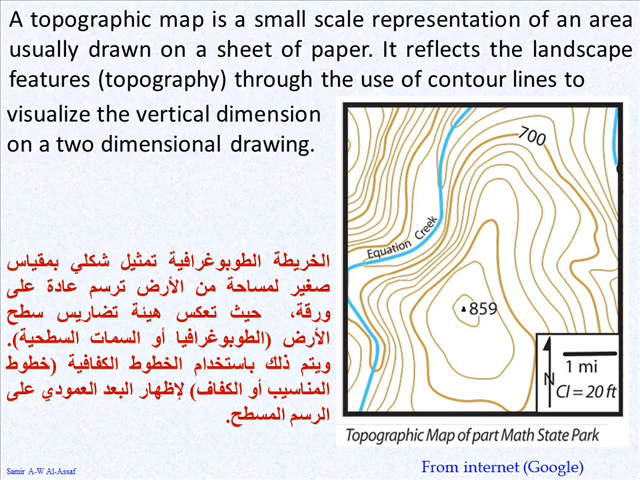 A topographic map is a small scale representation of an area
usually drawn on a sheet of paper. It reflects the landscape
features (topography) through the use of contour lines to
visualize the vertical dimension
on a two dimensional drawing.
الخريطة الطوبوغرافية تمثيل شكلي بمقياس
صغير لمساحة من الأرض ترسم عادة على
ورقة، حيث تعكس هيئة تضاريس سطح
الأرض (الطوبوغرافيا أو السمات السطحية).
ويتم ذلك باستخدام الخطوط الكفافية (خطوط
المناسيب أو الكفاف) لإظهار البعد العمودي على
الرسم المسطح.
700
Equation Creek
859
1 mi
N
CI = 20 ft
Topographic Map of part Math State Park
Samir A-W Al-Assaf
From internet (Google)